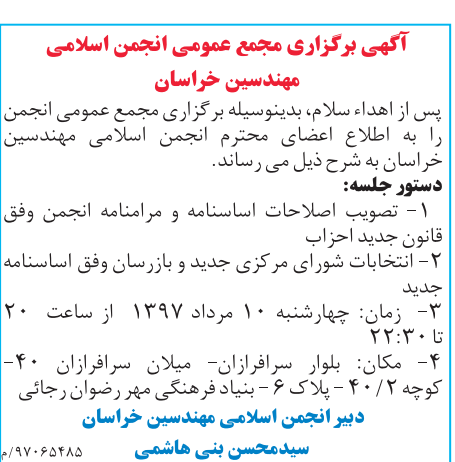 آگهی برگزاری مجمع عمومی انجمن اسلامی
مهندسین خراسان
پس از اهداء سلام، بدینوسیله برگزاری مجمع عمومی انجمن
را به اطلاع اعضای محترم انجمن اسلامی مهندسین
خراسان به شرح ذیل می رساند.
دستور جلسه:
۱- تصویب اصلاحات اساسنامه و مرامنامه انجمن وفق
قانون جدید احزاب
۲- انتخابات شورای مرکزی جدید و بازرسان وفق اساسنامه
جدید
۳- زمان: چهارشنبه ۱۰ مرداد ۱۳۹۷ از ساعت ۲۰
تا ۲۲:۳۰
۴- مکان: بلوار سرافرازان- میلان سرافرازان ۴۰-
کوچه ۴۰/۲ - پلاک ۶ - بنیاد فرهنگی مهر رضوان رجائی
دبیر انجمن اسلامی مهندسین خراسان
سیدمحسن بنی هاشمی
۹۷۰۶۵۴۸۵/م